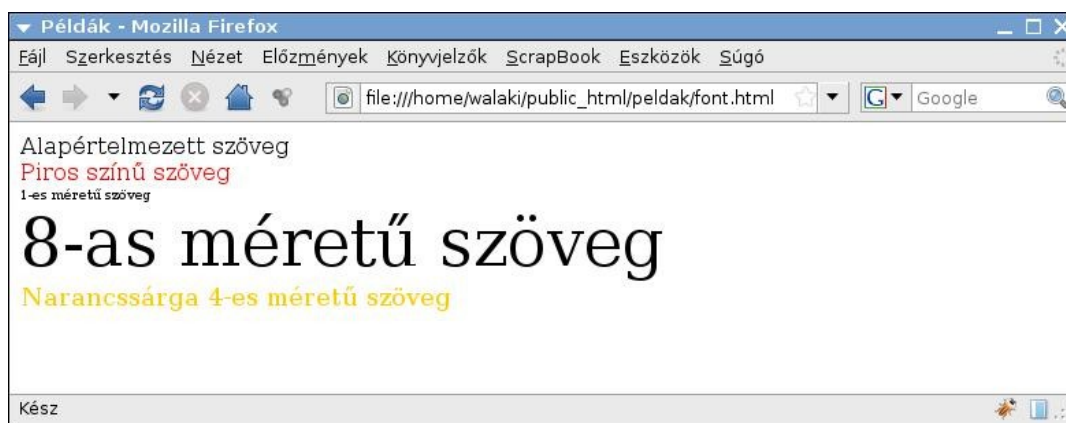 Példák - Mozilla Firefox
Fájl Szerkesztés Nézet Előzmények Könyvjelzők ScrapBook Eszközök Súgó
file:///home/walaki/public_html/peldak/font.html G Google
Alapértelmezett szöveg
Piros színű szöveg
1-es méretű szöveg
8-as méretű szöveg
Narancssárga 4-es méretű szöveg
Kész